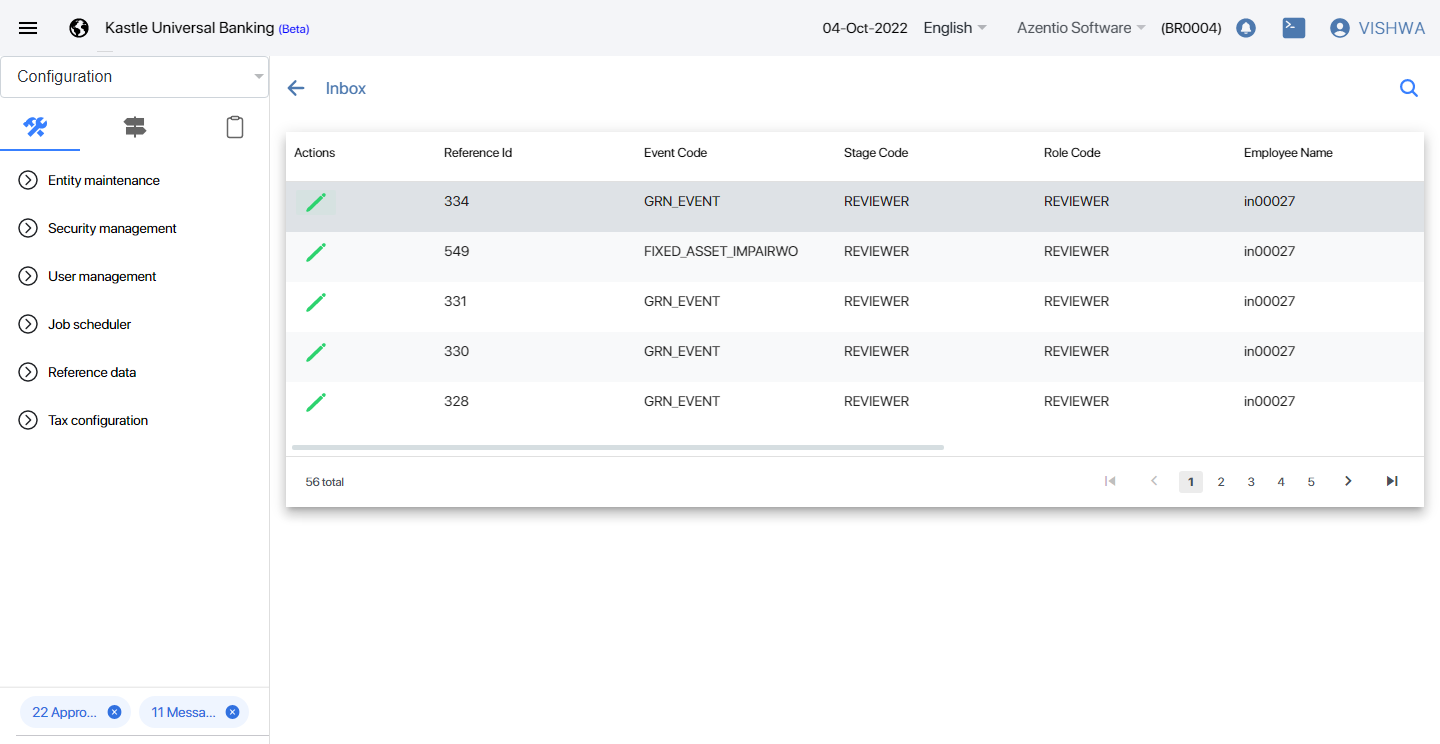 Kastle Universal Banking (Beta) 04-Oct-2022 English Azentio Software (BR0004) VISHWA
Configuration
Entity maintenance
Security management
User management
Job scheduler
Reference data
Tax configuration
22 Appro... 11 Messa...
Inbox
Actions Reference Id Event Code Stage Code Role Code Employee Name
334 GRN_EVENT REVIEWER REVIEWER in00027
549 FIXED_ASSET_IMPAIRWO REVIEWER REVIEWER in00027
331 GRN_EVENT REVIEWER REVIEWER in00027
330 GRN_EVENT REVIEWER REVIEWER in00027
328 GRN_EVENT REVIEWER REVIEWER in00027
56 total 1 2 3 4 5